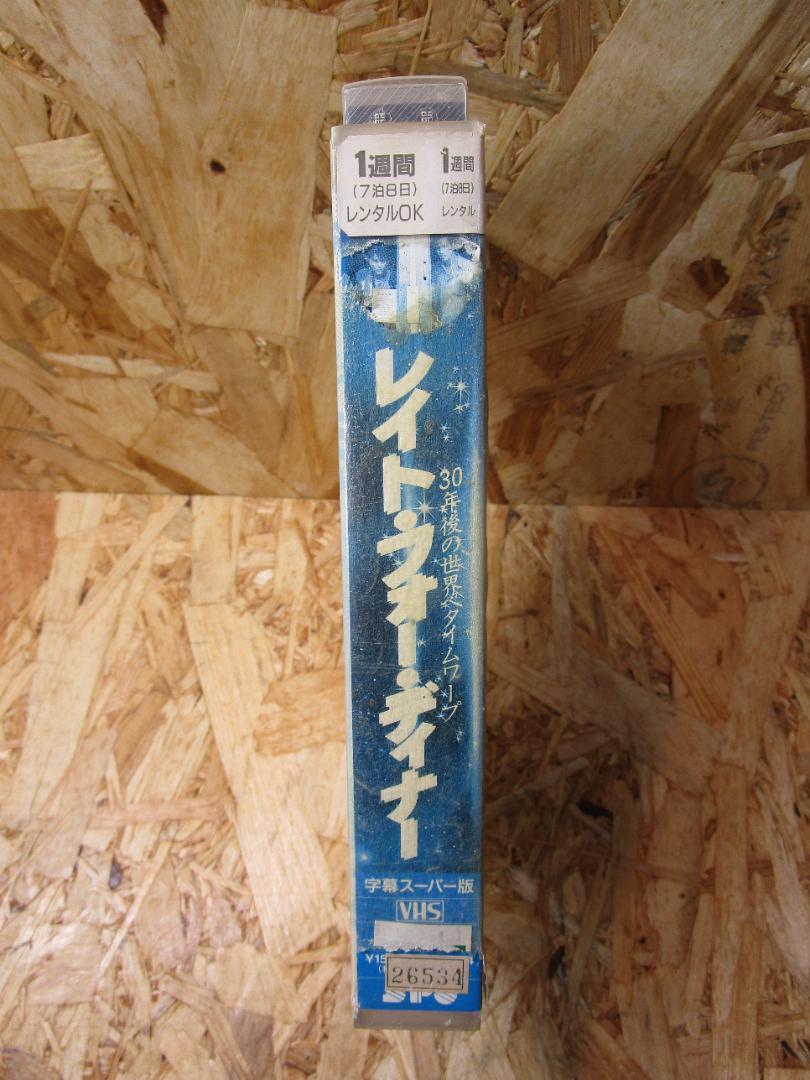 1週間
(7泊8日)
レンタルOK
1週間
(7泊8日)
レンタル
レイト・フォー・ディナー
30年後の世界へタイムワープ
字幕スーパー版
VHS
¥15
26534